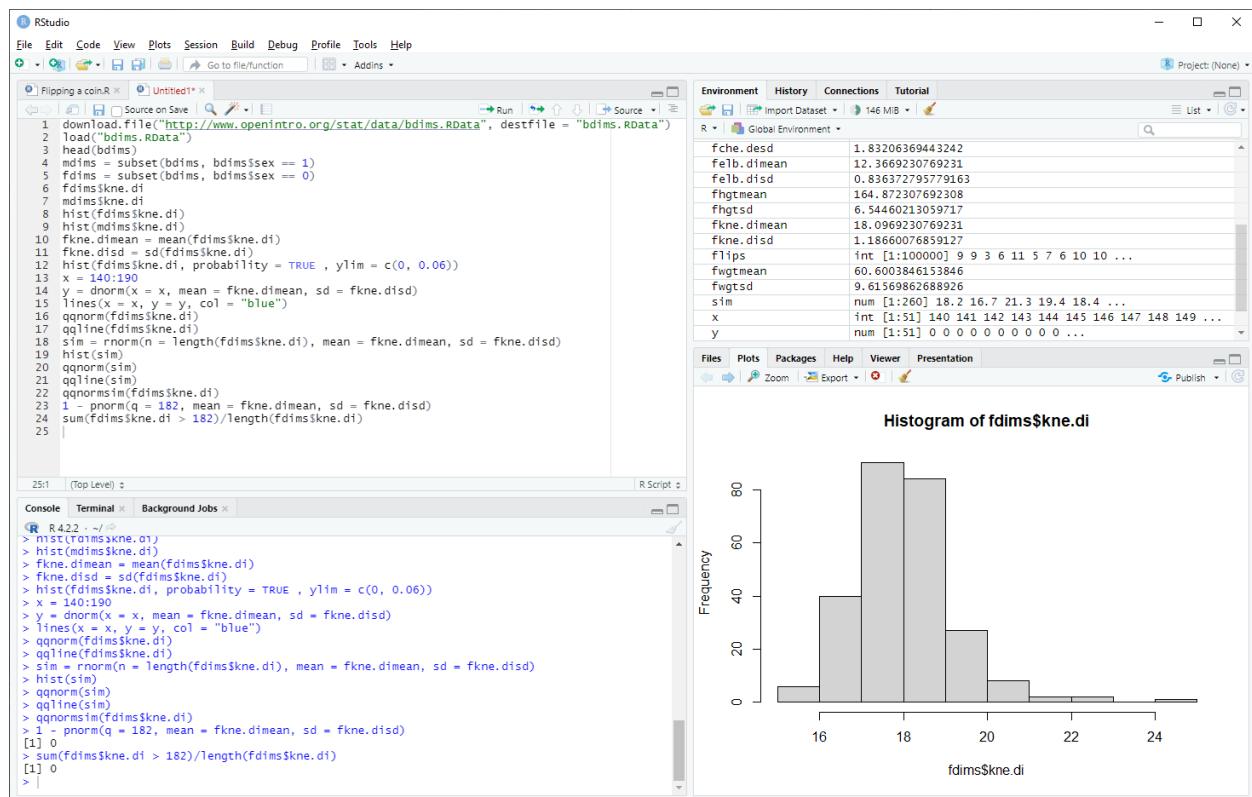 RStudio
File Edit Code View Plots Session Build Debug Profile Tools Help
Go to file/function Addins
Project: (None)
Flipping a coin.R Untitled1*
Source on Save Run Source
1 download.file("http://www.openintro.org/stat/data/bdims.RData", destfile = "bdims.RData")
2 load("bdims.RData")
3 head(bdims)
4 mdims = subset(bdims, bdims$sex == 1)
5 fdims = subset(bdims, bdims$sex == 0)
6 fdims$kne.di
7 mdims$kne.di
8 hist(fdims$kne.di)
9 hist(mdims$kne.di)
10 fkne.dimean = mean(fdims$kne.di)
11 fkne.disd = sd(fdims$kne.di)
12 hist(fdims$kne.di, probability = TRUE , ylim = c(0, 0.06))
13 x = 140:190
14 y = dnorm(x = x, mean = fkne.dimean, sd = fkne.disd)
15 lines(x = x, y = y, col = "blue")
16 qqnorm(fdims$kne.di)
17 qqline(fdims$kne.di)
18 sim = rnorm(n = length(fdims$kne.di), mean = fkne.dimean, sd = fkne.disd)
19 hist(sim)
20 qqnorm(sim)
21 qqline(sim)
22 qqnormsim(fdims$kne.di)
23 1 - pnorm(q = 182, mean = fkne.dimean, sd = fkne.disd)
24 sum(fdims$kne.di > 182)/length(fdims$kne.di)
25
25:1 (Top Level) R Script
Console Terminal Background Jobs
R 4.2.2 · ~/
> hist(fdims$kne.di)
> hist(mdims$kne.di)
> fkne.dimean = mean(fdims$kne.di)
> fkne.disd = sd(fdims$kne.di)
> hist(fdims$kne.di, probability = TRUE , ylim = c(0, 0.06))
> x = 140:190
> y = dnorm(x = x, mean = fkne.dimean, sd = fkne.disd)
> lines(x = x, y = y, col = "blue")
> qqnorm(fdims$kne.di)
> qqline(fdims$kne.di)
> sim = rnorm(n = length(fdims$kne.di), mean = fkne.dimean, sd = fkne.disd)
> hist(sim)
> qqnorm(sim)
> qqline(sim)
> qqnormsim(fdims$kne.di)
> 1 - pnorm(q = 182, mean = fkne.dimean, sd = fkne.disd)
[1] 0
> sum(fdims$kne.di > 182)/length(fdims$kne.di)
[1] 0
>
Environment History Connections Tutorial
Import Dataset 146 MiB List
R Global Environment
fche.desd 1.83206369443242
felb.dimean 12.3669230769231
felb.disd 0.836372795779163
fhgtmean 164.872307692308
fhgtsd 6.54460213059717
fkne.dimean 18.0969230769231
fkne.disd 1.18660076859127
flips int [1:100000] 9 9 3 6 11 5 7 6 10 10 ...
fwgtmean 60.6003846153846
fwgtsd 9.61569862688926
sim num [1:260] 18.2 16.7 21.3 19.4 18.4 ...
x int [1:51] 140 141 142 143 144 145 146 147 148 149 ...
y num [1:51] 0 0 0 0 0 0 0 0 0 0 ...
Files Plots Packages Help Viewer Presentation
Zoom Export Publish
Histogram of fdims$kne.di
Frequency
80
60
40
20
0
16 18 20 22 24
fdims$kne.di